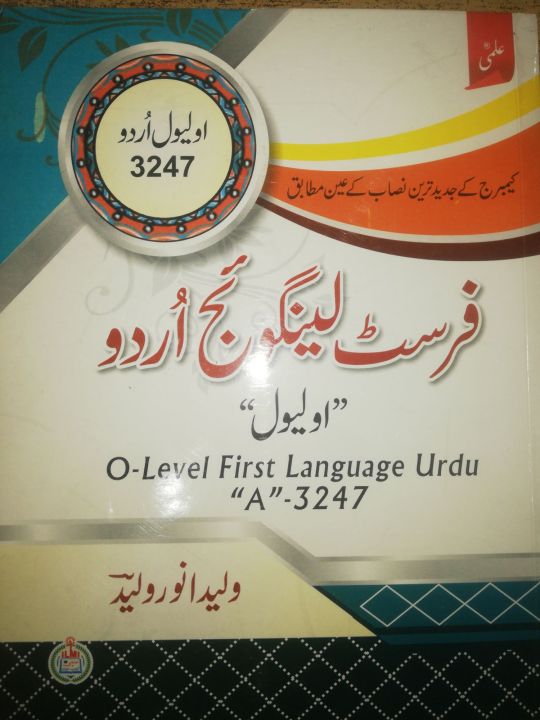 علمی
اولیول اُردو
3247
کیمبرج کے جدید ترین نصاب کے عین مطابق
فرسٹ لینگوئج اُردو
”اولیول“
O-Level First Language Urdu
“A”-3247
ولید انور ولید
ILMI